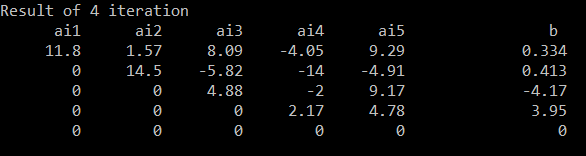 Result of 4 iteration
ai1 ai2 ai3 ai4 ai5 b
11.8 1.57 8.09 -4.05 9.29 0.334
0 14.5 -5.82 -14 -4.91 0.413
0 0 4.88 -2 9.17 -4.17
0 0 0 2.17 4.78 3.95
0 0 0 0 0 0